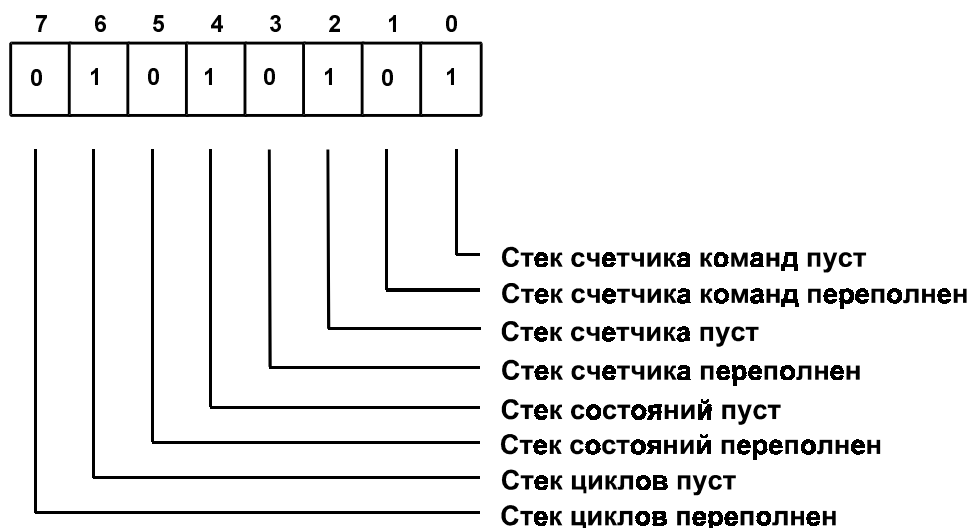 7 6 5 4 3 2 1 0
0 1 0 1 0 1 0 1
Стек счетчика команд пуст
Стек счетчика команд переполнен
Стек счетчика пуст
Стек счетчика переполнен
Стек состояний пуст
Стек состояний переполнен
Стек циклов пуст
Стек циклов переполнен